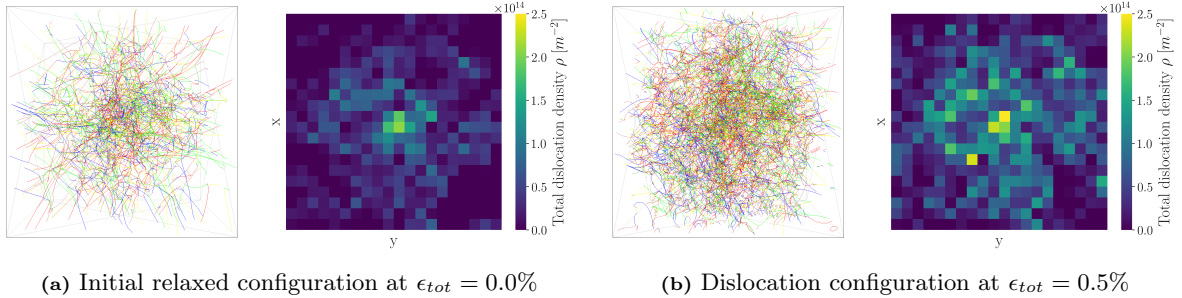 ×10¹⁴
2.5
2.0
1.5
1.0
0.5
0.0
Total dislocation density ρ [m⁻²]
x
y
×10¹⁴
2.5
2.0
1.5
1.0
0.5
0.0
Total dislocation density ρ [m⁻²]
x
y
(a) Initial relaxed configuration at ϵ_tot = 0.0%
(b) Dislocation configuration at ϵ_tot = 0.5%